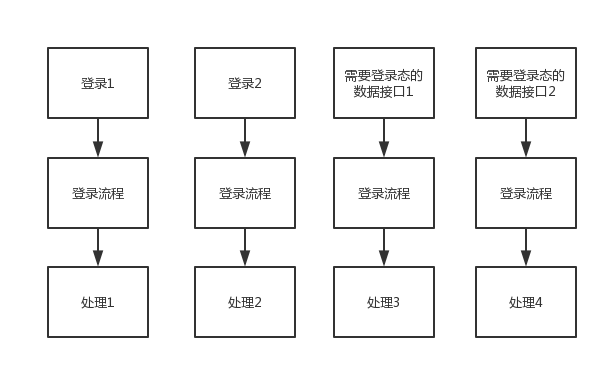 登录1
登录2
需要登录态的
数据接口1
需要登录态的
数据接口2
登录流程
登录流程
登录流程
登录流程
处理1
处理2
处理3
处理4